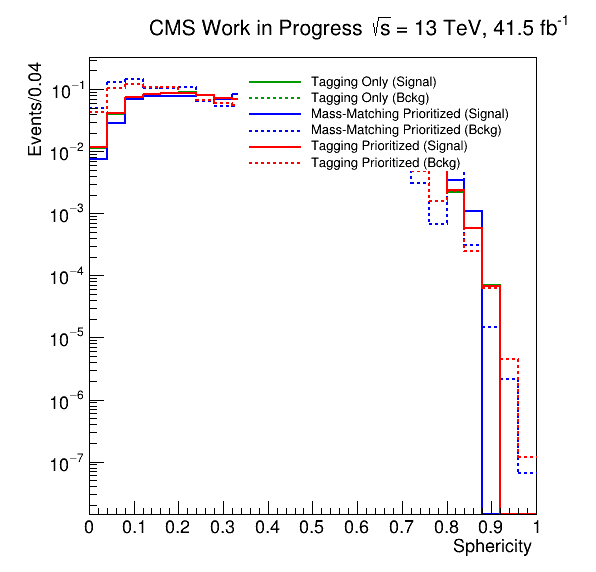 CMS Work in Progress √s = 13 TeV, 41.5 fb⁻¹
Events/0.04
Tagging Only (Signal)
Tagging Only (Bckg)
Mass-Matching Prioritized (Signal)
Mass-Matching Prioritized (Bckg)
Tagging Prioritized (Signal)
Tagging Prioritized (Bckg)
10⁻¹
10⁻²
10⁻³
10⁻⁴
10⁻⁵
10⁻⁶
10⁻⁷
0 0.1 0.2 0.3 0.4 0.5 0.6 0.7 0.8 0.9 1
Sphericity